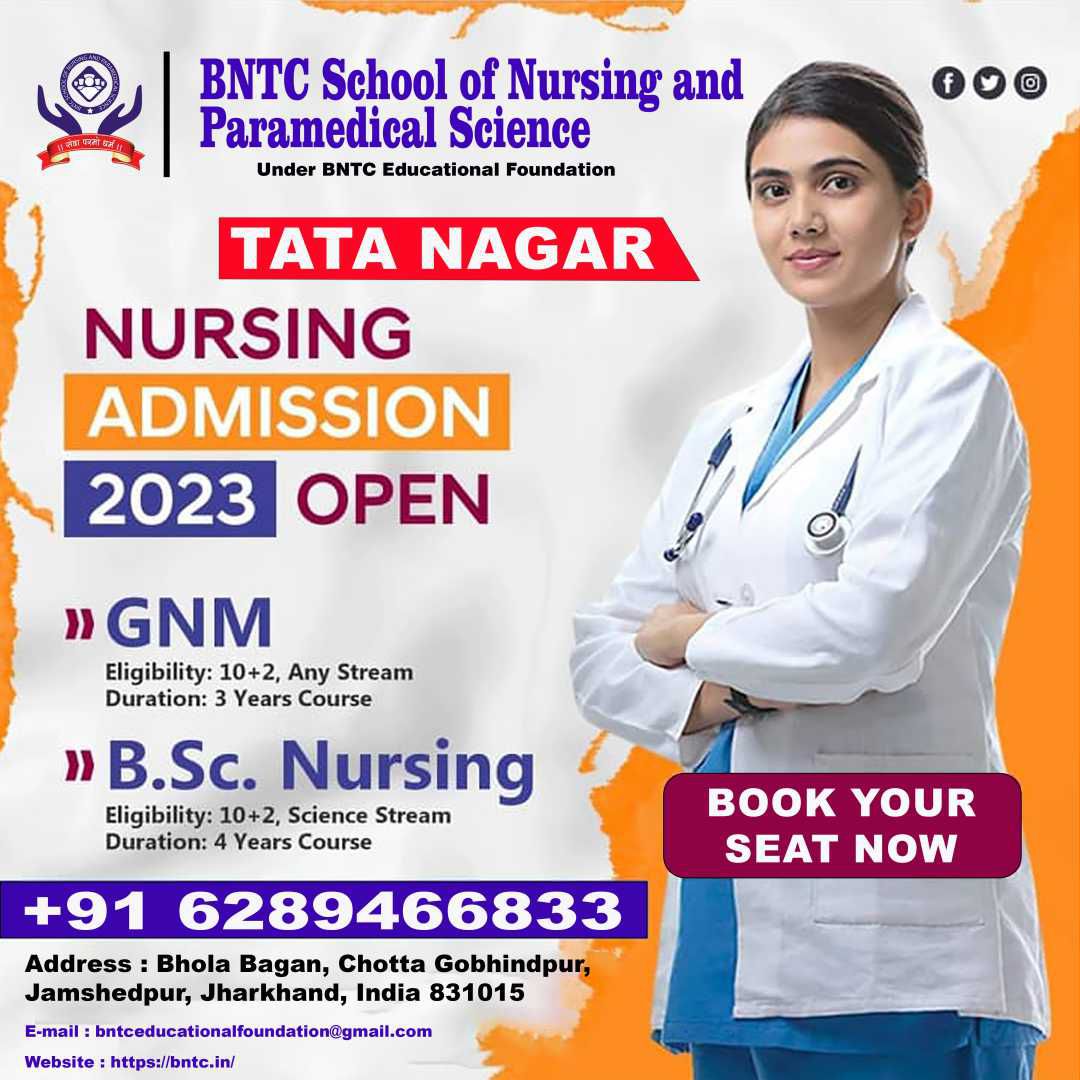 BNTC School of Nursing and
Paramedical Science
Under BNTC Educational Foundation
|| सेवा परमो धर्म ||
TATA NAGAR
NURSING
ADMISSION
2023 OPEN
» GNM
Eligibility: 10+2, Any Stream
Duration: 3 Years Course
» B.Sc. Nursing
Eligibility: 10+2, Science Stream
Duration: 4 Years Course
BOOK YOUR
SEAT NOW
+91 6289466833
Address : Bhola Bagan, Chotta Gobhindpur,
Jamshedpur, Jharkhand, India 831015
E-mail : bntceducationalfoundation@gmail.com
Website : https://bntc.in/